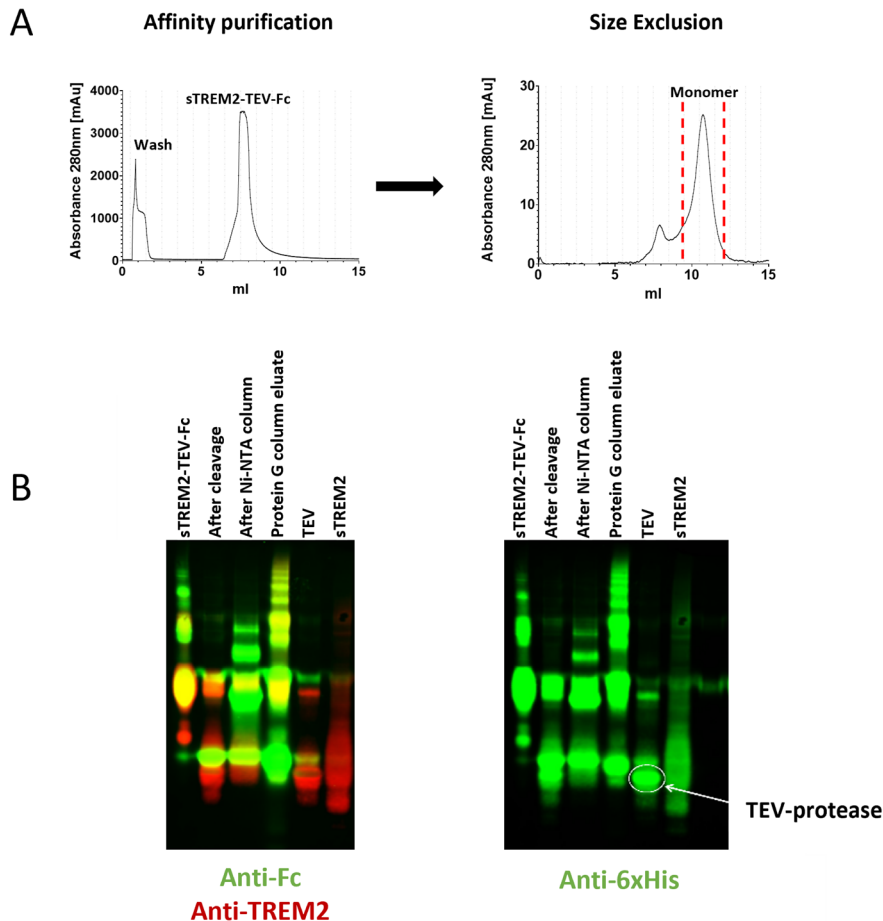 A
Affinity purification
Size Exclusion
Absorbance 280nm [mAu]
4000
3000
2000
1000
0
0
5
10
15
ml
Wash
sTREM2-TEV-Fc
Absorbance 280nm [mAu]
30
20
10
0
0
5
10
15
ml
Monomer
B
sTREM2-TEV-Fc
After cleavage
After Ni-NTA column
Protein G column eluate
TEV
sTREM2
sTREM2-TEV-Fc
After cleavage
After Ni-NTA column
Protein G column eluate
TEV
sTREM2
TEV-protease
Anti-Fc
Anti-TREM2
Anti-6xHis